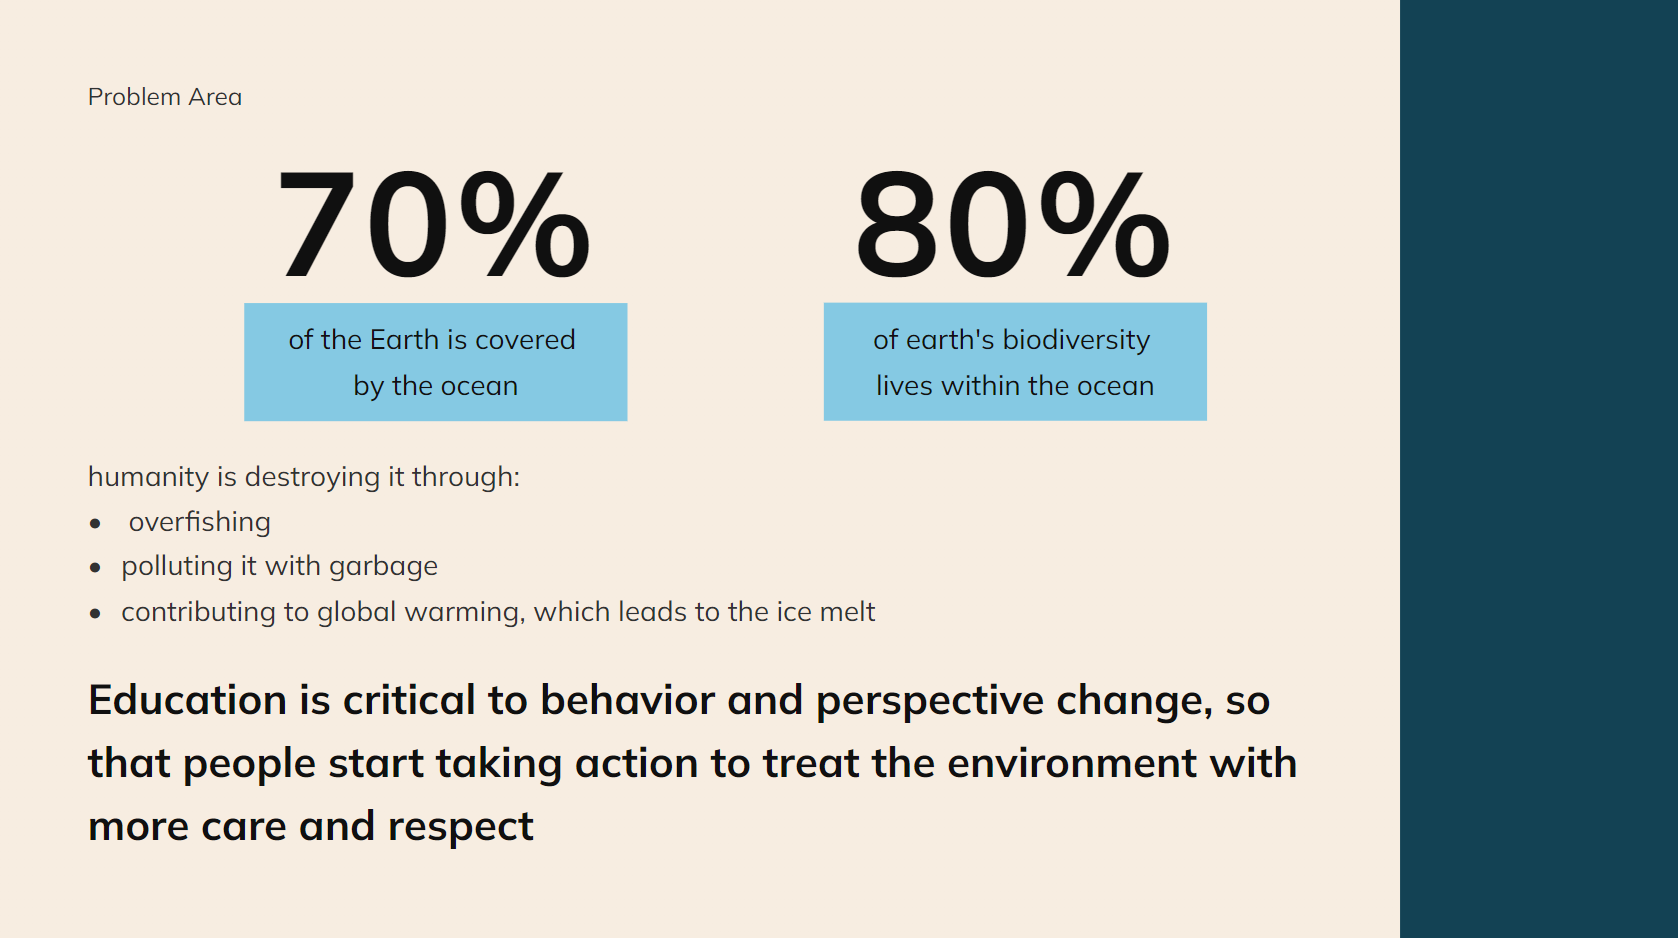 Problem Area
70%
80%
of the Earth is covered
by the ocean
of earth's biodiversity
lives within the ocean
humanity is destroying it through:
• overfishing
• polluting it with garbage
• contributing to global warming, which leads to the ice melt
Education is critical to behavior and perspective change, so
that people start taking action to treat the environment with
more care and respect